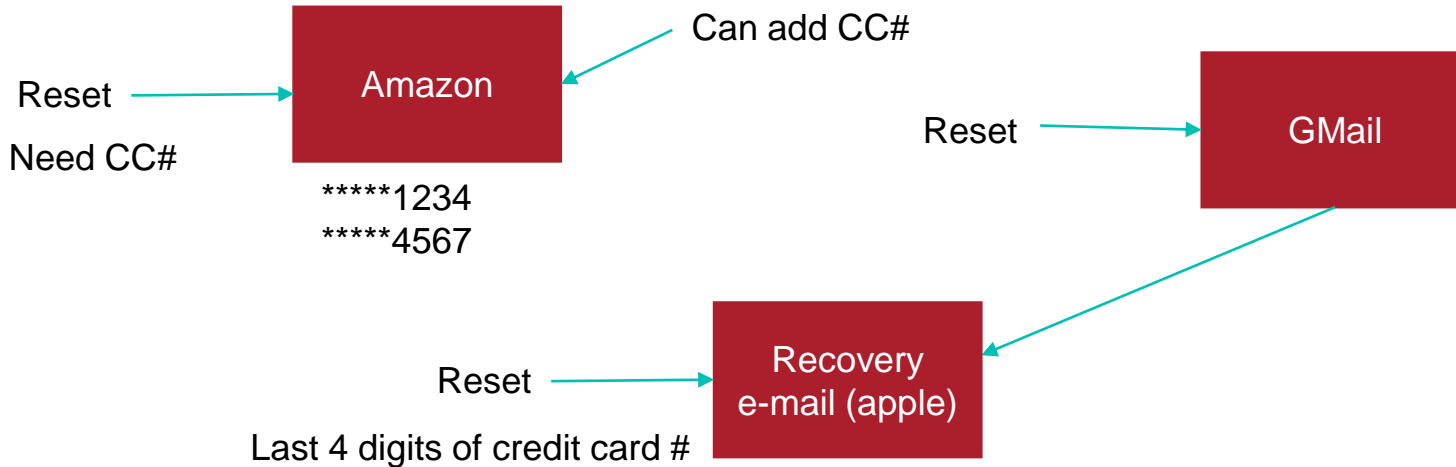 Can add CC#
Amazon
Reset
Need CC#
*****1234
*****4567
Reset
GMail
Recovery
e-mail (apple)
Reset
Last 4 digits of credit card #